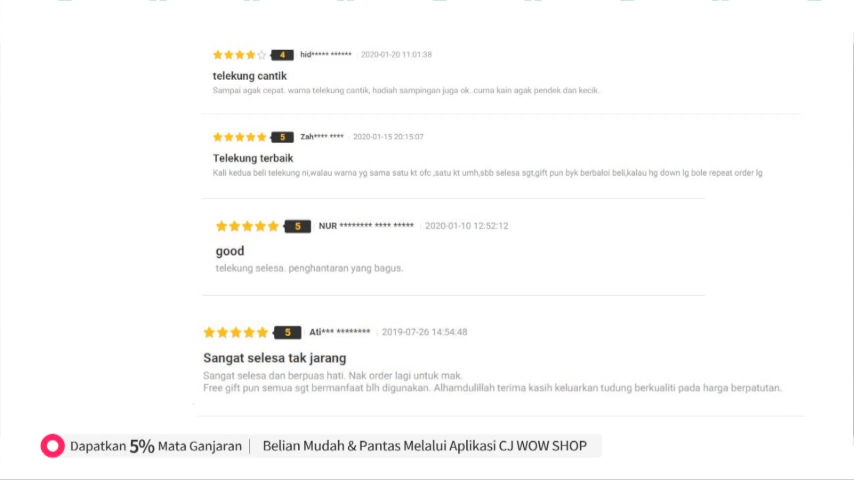 4 hid***** ****** 2020-01-20 11:01:38
telekung cantik
Sampai agak cepat. warna telekung cantik, hadiah sampingan juga ok..cuma kain agak pendek dan kecik.
5 Zah**** **** 2020-01-15 20:15:07
Telekung terbaik
Kali kedua beli telekung ni,walau warna yg sama satu kt ofc ,satu kt umh,sbb selesa sgt,gift pun byk berbaloi beli,kalau hg down lg bole repeat order lg
5 NUR ******** **** ***** 2020-01-10 12:52:12
good
telekung selesa. penghantaran yang bagus.
5 Ati*** ******** 2019-07-26 14:54:48
Sangat selesa tak jarang
Sangat selesa dan berpuas hati. Nak order lagi untuk mak.
Free gift pun semua sgt bermanfaat blh digunakan. Alhamdulillah terima kasih keluarkan tudung berkualiti pada harga berpatutan.
Dapatkan 5% Mata Ganjaran | Belian Mudah & Pantas Melalui Aplikasi CJ WOW SHOP